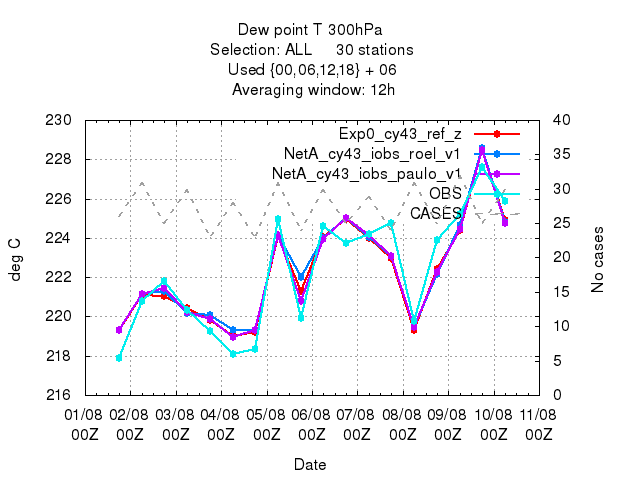 Dew point T 300hPa
Selection: ALL     30 stations
Used {00,06,12,18} + 06
Averaging window: 12h
230
228
226
224
222
220
218
216
deg C
40
35
30
25
20
15
10
5
0
No cases
Exp0_cy43_ref_z
NetA_cy43_iobs_roel_v1
NetA_cy43_iobs_paulo_v1
OBS
CASES
01/08 02/08 03/08 04/08 05/08 06/08 07/08 08/08 09/08 10/08 11/08
00Z 00Z 00Z 00Z 00Z 00Z 00Z 00Z 00Z 00Z 00Z
Date